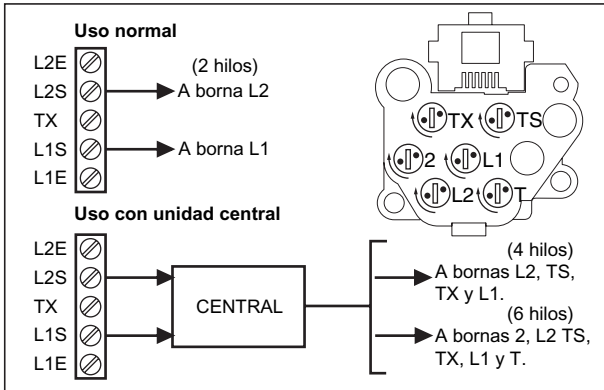 Uso normal
L2E
L2S
TX
L1S
L1E
(2 hilos)
A borna L2
A borna L1
TX
TS
2
L1
L2
T
Uso con unidad central
L2E
L2S
TX
L1S
L1E
CENTRAL
(4 hilos)
A bornas L2, TS,
TX y L1.
(6 hilos)
A bornas 2, L2 TS,
TX, L1 y T.